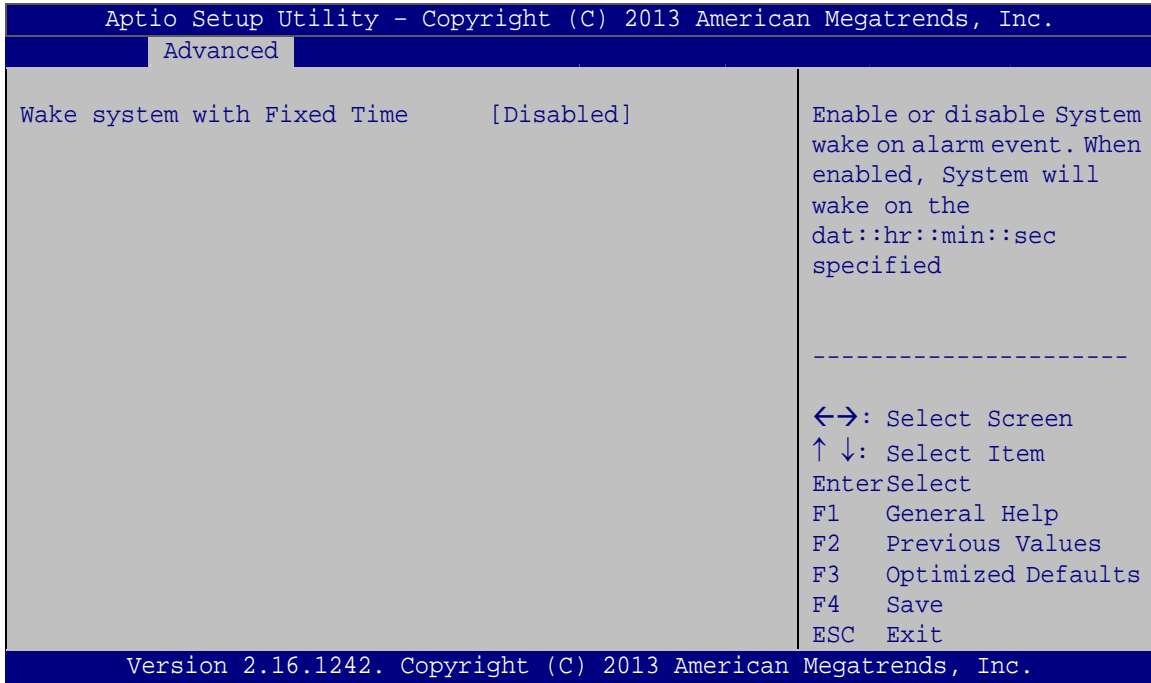 Aptio Setup Utility – Copyright (C) 2013 American Megatrends, Inc.
Advanced
Wake system with Fixed Time [Disabled]
Enable or disable System
wake on alarm event. When
enabled, System will
wake on the
dat::hr::min::sec
specified
----------------------
←→: Select Screen
↑ ↓: Select Item
EnterSelect
F1 General Help
F2 Previous Values
F3 Optimized Defaults
F4 Save
ESC Exit
Version 2.16.1242. Copyright (C) 2013 American Megatrends, Inc.